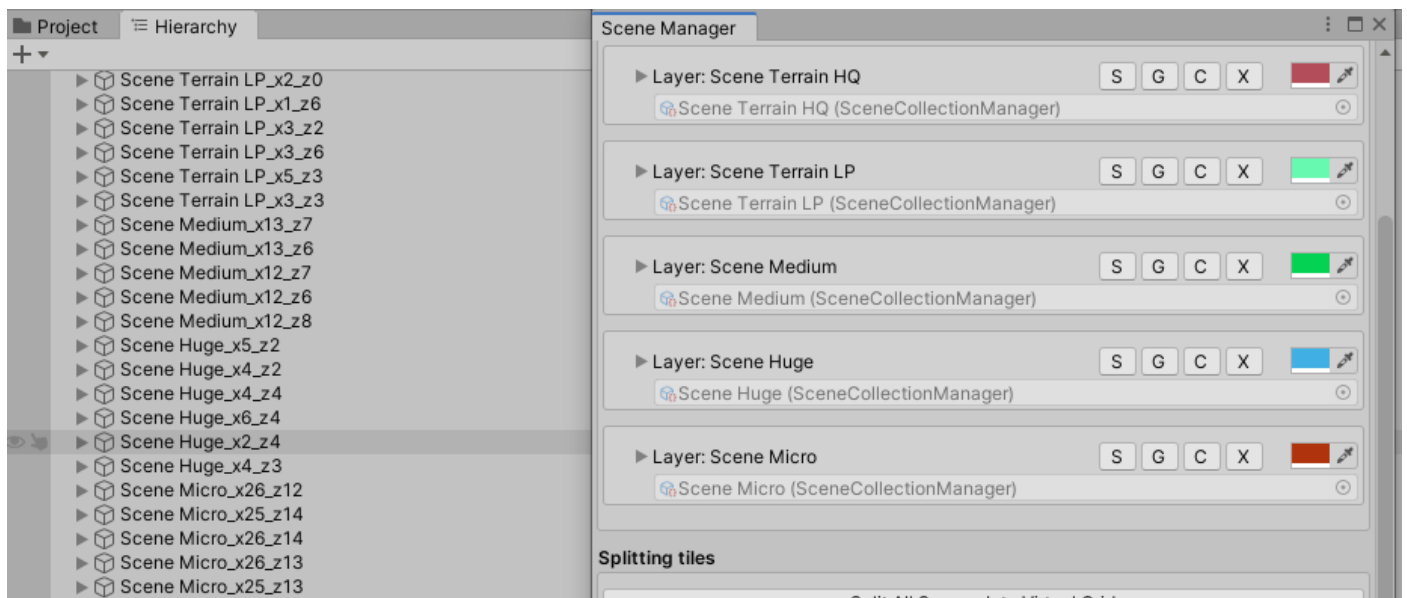 Project Hierarchy
Scene Terrain LP_x2_z0
Scene Terrain LP_x1_z6
Scene Terrain LP_x3_z2
Scene Terrain LP_x3_z6
Scene Terrain LP_x5_z3
Scene Terrain LP_x3_z3
Scene Medium_x13_z7
Scene Medium_x13_z6
Scene Medium_x12_z7
Scene Medium_x12_z6
Scene Medium_x12_z8
Scene Huge_x5_z2
Scene Huge_x4_z2
Scene Huge_x4_z4
Scene Huge_x6_z4
Scene Huge_x2_z4
Scene Huge_x4_z3
Scene Micro_x26_z12
Scene Micro_x25_z14
Scene Micro_x26_z14
Scene Micro_x26_z13
Scene Micro_x25_z13
Scene Manager
Layer: Scene Terrain HQ S G C X
Scene Terrain HQ (SceneCollectionManager)
Layer: Scene Terrain LP S G C X
Scene Terrain LP (SceneCollectionManager)
Layer: Scene Medium S G C X
Scene Medium (SceneCollectionManager)
Layer: Scene Huge S G C X
Scene Huge (SceneCollectionManager)
Layer: Scene Micro S G C X
Scene Micro (SceneCollectionManager)
Splitting tiles